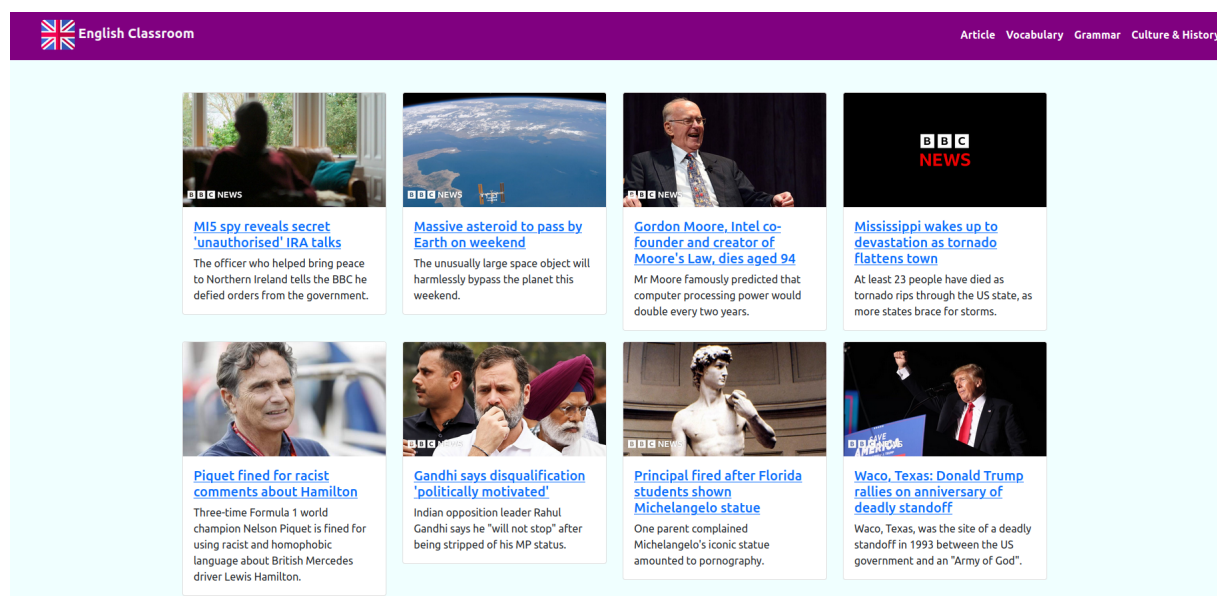 English Classroom
Article Vocabulary Grammar Culture & History
BBC NEWS
MI5 spy reveals secret
'unauthorised' IRA talks
The officer who helped bring peace
to Northern Ireland tells the BBC he
defied orders from the government.
BBC NEWS
Massive asteroid to pass by
Earth on weekend
The unusually large space object will
harmlessly bypass the planet this
weekend.
BBC NEWS
Gordon Moore, Intel co-
founder and creator of
Moore's Law, dies aged 94
Mr Moore famously predicted that
computer processing power would
double every two years.
BBC
NEWS
Mississippi wakes up to
devastation as tornado
flattens town
At least 23 people have died as
tornado rips through the US state, as
more states brace for storms.
Piquet fined for racist
comments about Hamilton
Three-time Formula 1 world
champion Nelson Piquet is fined for
using racist and homophobic
language about British Mercedes
driver Lewis Hamilton.
BBC NEWS
Gandhi says disqualification
'politically motivated'
Indian opposition leader Rahul
Gandhi says he "will not stop" after
being stripped of his MP status.
BBC NEWS
Principal fired after Florida
students shown
Michelangelo statue
One parent complained
Michelangelo's iconic statue
amounted to pornography.
SAVE
AMERICA
BBC NEWS
Waco, Texas: Donald Trump
rallies on anniversary of
deadly standoff
Waco, Texas, was the site of a deadly
standoff in 1993 between the US
government and an "Army of God".